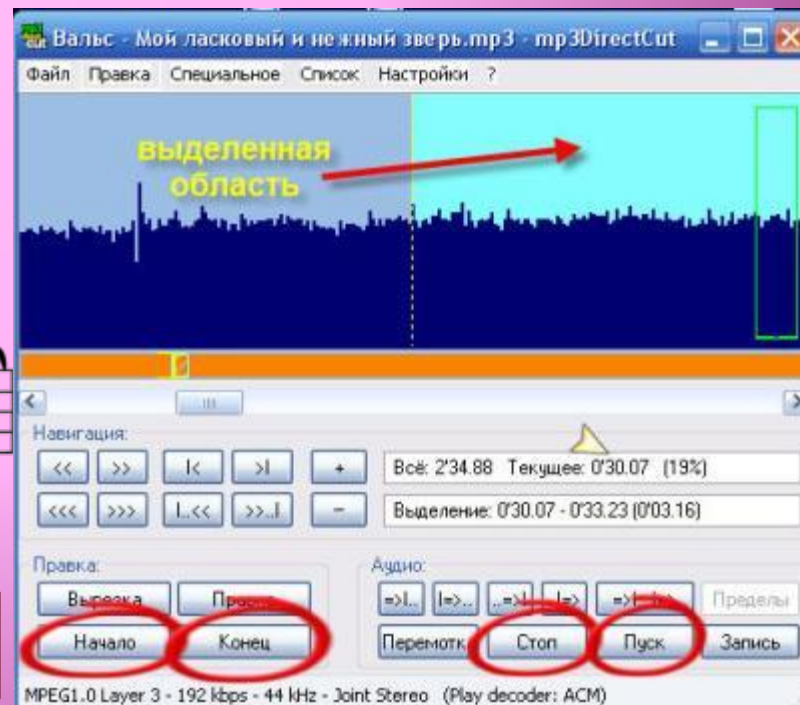 Вальс - Мой ласковый и нежный зверь.mp3 - mp3DirectCut
Файл Правка Специальное Список Настройки ?
выделенная
область
Навигация:
<< >> |< >| + Всё: 2'34.88 Текущее: 0'30.07 (19%)
<<< >>> |..<< >>..| - Выделение: 0'30.07 - 0'33.23 (0'03.16)
Правка: Аудио:
Вырезка =>|.. |=>.. ..=>| |=> Пределы
Начало Конец Перемотк Стоп Пуск Запись
MPEG1.0 Layer 3 - 192 kbps - 44 kHz - Joint Stereo (Play decoder: ACM)